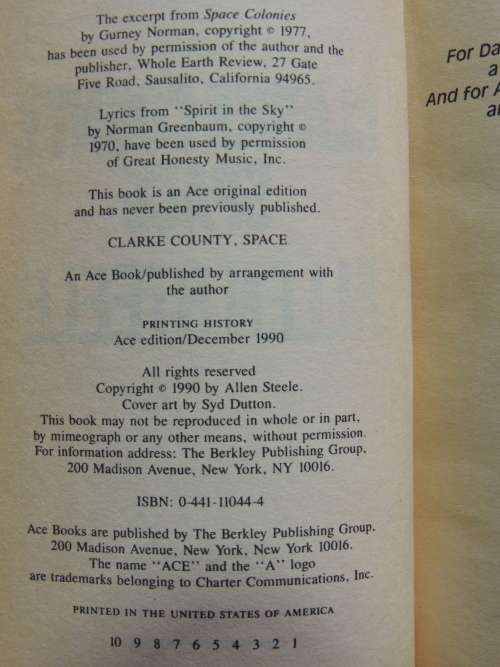 The excerpt from Space Colonies
by Gurney Norman, copyright © 1977,
has been used by permission of the author and the
publisher, Whole Earth Review, 27 Gate
Five Road, Sausalito, California 94965.
Lyrics from "Spirit in the Sky"
by Norman Greenbaum, copyright ©
1970, have been used by permission
of Great Honesty Music, Inc.
This book is an Ace original edition
and has never been previously published.
CLARKE COUNTY, SPACE
An Ace Book/published by arrangement with
the author
PRINTING HISTORY
Ace edition/December 1990
All rights reserved
Copyright © 1990 by Allen Steele.
Cover art by Syd Dutton.
This book may not be reproduced in whole or in part,
by mimeograph or any other means, without permission.
For information address: The Berkley Publishing Group,
200 Madison Avenue, New York, NY 10016.
ISBN: 0-441-11044-4
Ace Books are published by The Berkley Publishing Group,
200 Madison Avenue, New York, New York 10016.
The name "ACE" and the "A" logo
are trademarks belonging to Charter Communications, Inc.
PRINTED IN THE UNITED STATES OF AMERICA
10 9 8 7 6 5 4 3 2 1
For Da
a
And for A
a